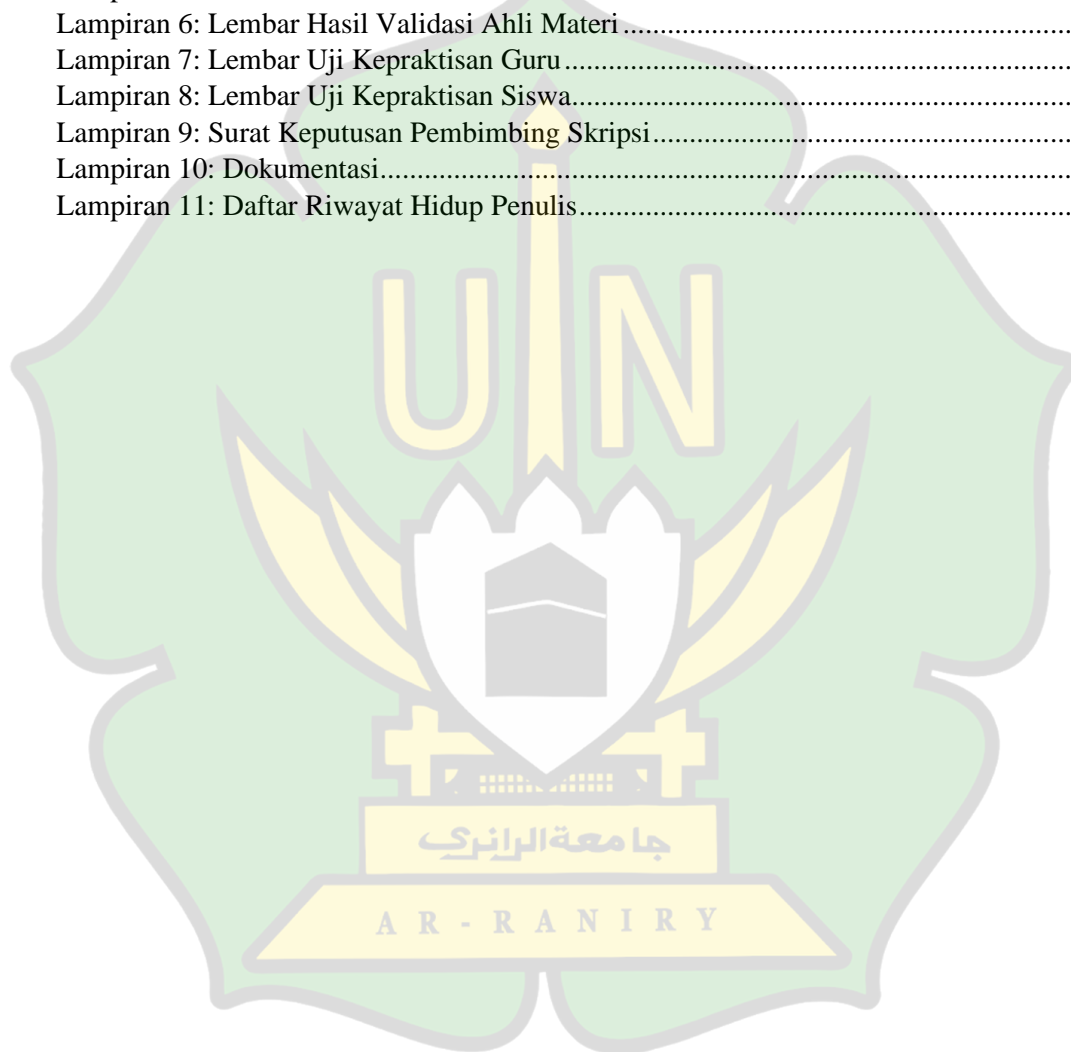 Lampiran 6: Lembar Hasil Validasi Ahli Materi ............................................................
Lampiran 7: Lembar Uji Kepraktisan Guru ....................................................................
Lampiran 8: Lembar Uji Kepraktisan Siswa...................................................................
Lampiran 9: Surat Keputusan Pembimbing Skripsi........................................................
Lampiran 10: Dokumentasi............................................................................................
Lampiran 11: Daftar Riwayat Hidup Penulis..................................................................
UIN
جامعة الرانري
AR-RANIRY